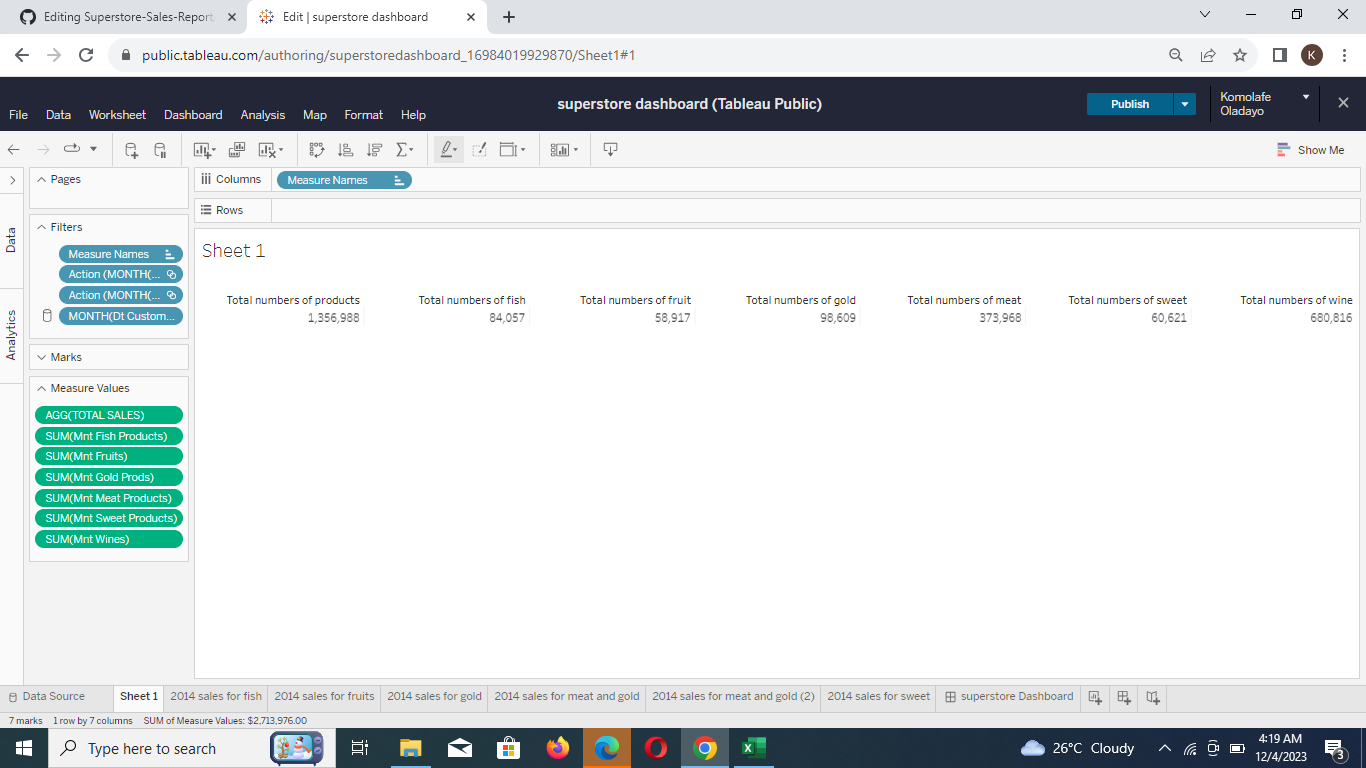 Editing Superstore-Sales-Report
Edit | superstore dashboard
public.tableau.com/authoring/superstoredashboard_16984019929870/Sheet1#1
K
superstore dashboard (Tableau Public)
Publish
Komolafe
Oladayo
File Data Worksheet Dashboard Analysis Map Format Help
Show Me
Data
Analytics
Pages
Filters
Measure Names
Action (MONTH(...
Action (MONTH(...
MONTH(Dt Custom...
Marks
Measure Values
AGG(TOTAL SALES)
SUM(Mnt Fish Products)
SUM(Mnt Fruits)
SUM(Mnt Gold Prods)
SUM(Mnt Meat Products)
SUM(Mnt Sweet Products)
SUM(Mnt Wines)
Columns
Measure Names
Rows
Sheet 1
Total numbers of products Total numbers of fish Total numbers of fruit Total numbers of gold Total numbers of meat Total numbers of sweet Total numbers of wine
1,356,988 84,057 58,917 98,609 373,968 60,621 680,816
Data Source Sheet 1 2014 sales for fish 2014 sales for fruits 2014 sales for gold 2014 sales for meat and gold 2014 sales for meat and gold (2) 2014 sales for sweet superstore Dashboard
7 marks 1 row by 7 columns SUM of Measure Values: $2,713,976.00
Type here to search
26°C Cloudy
4:19 AM
12/4/2023
3